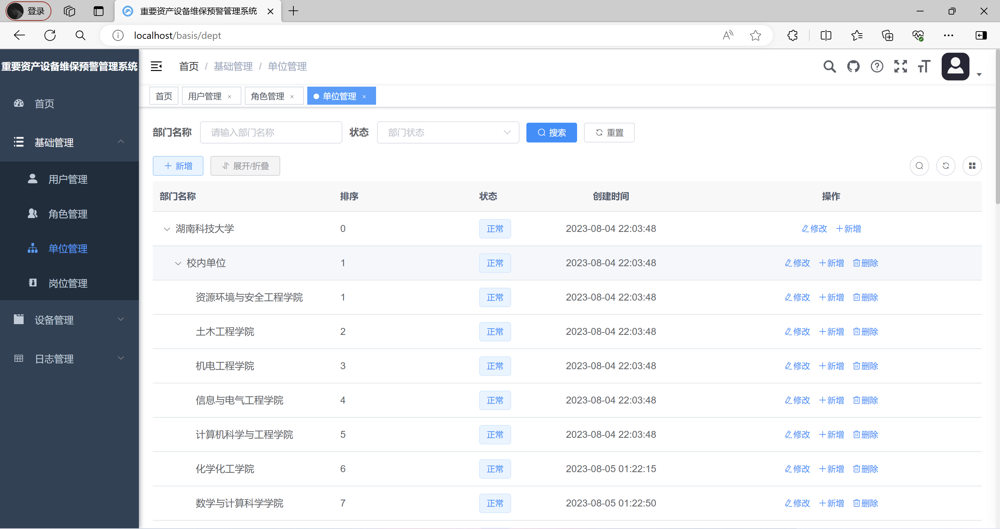 登录
重要资产设备维保预警管理系统
localhost/basis/dept
重要资产设备维保预警管理系统
首页 / 基础管理 / 单位管理
首页
用户管理 ×
角色管理 ×
单位管理 ×
首页
基础管理
用户管理
角色管理
单位管理
岗位管理
设备管理
日志管理
部门名称 请输入部门名称 状态 部门状态 搜索 重置
新增 展开/折叠
部门名称 排序 状态 创建时间 操作
湖南科技大学 0 正常 2023-08-04 22:03:48 修改 新增
校内单位 1 正常 2023-08-04 22:03:48 修改 新增 删除
资源环境与安全工程学院 1 正常 2023-08-04 22:03:48 修改 新增 删除
土木工程学院 2 正常 2023-08-04 22:03:48 修改 新增 删除
机电工程学院 3 正常 2023-08-04 22:03:48 修改 新增 删除
信息与电气工程学院 4 正常 2023-08-04 22:03:48 修改 新增 删除
计算机科学与工程学院 5 正常 2023-08-04 22:03:48 修改 新增 删除
化学化工学院 6 正常 2023-08-05 01:22:15 修改 新增 删除
数学与计算科学学院 7 正常 2023-08-05 01:22:50 修改 新增 删除